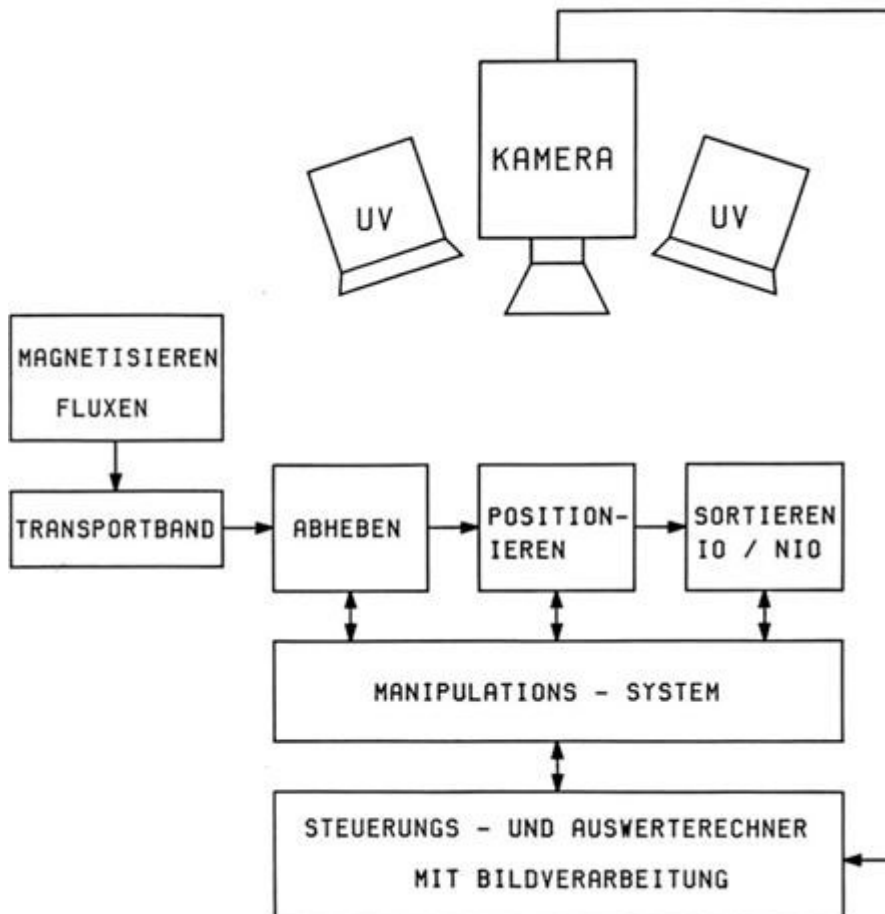 KAMERA
UV
UV
MAGNETISIEREN
FLUXEN
TRANSPORTBAND
ABHEBEN
POSITION-
IEREN
SORTIEREN
IO / NIO
MANIPULATIONS - SYSTEM
STEUERUNGS - UND AUSWERTERECHNER
MIT BILDVERARBEITUNG